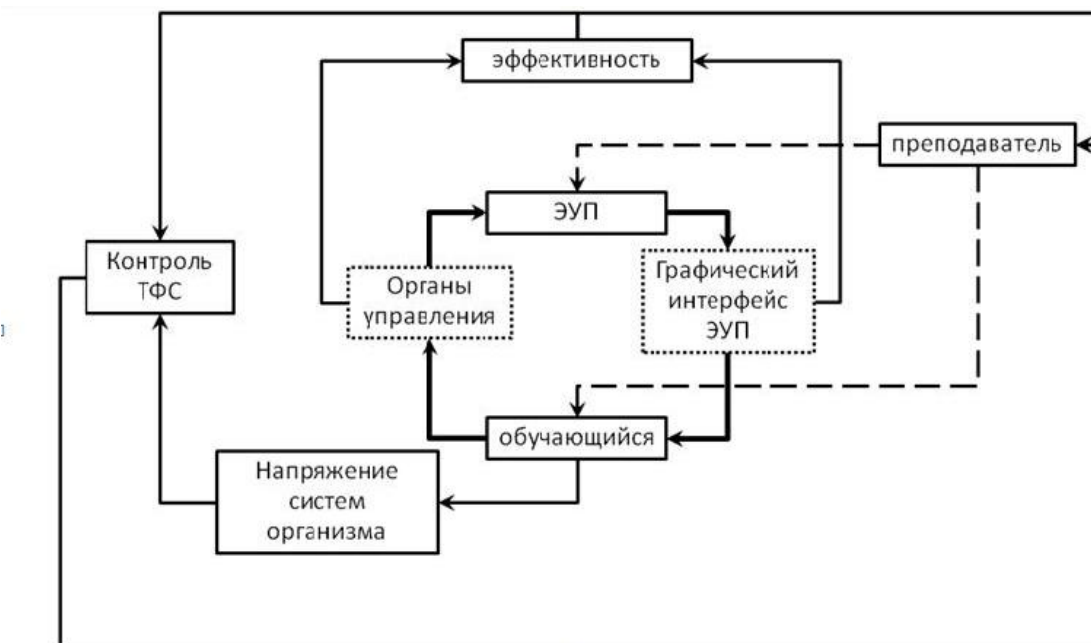 эффективность
преподаватель
ЭУП
Контроль
ТФС
Графический
интерфейс
ЭУП
Органы
управления
обучающийся
Напряжение
систем
организма